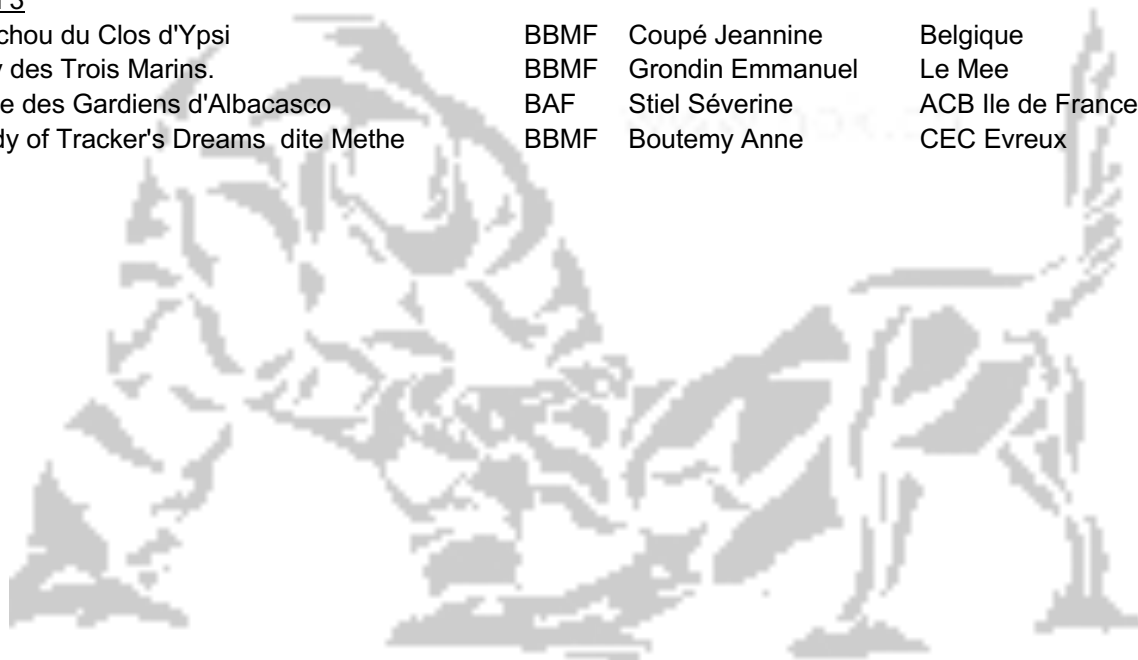 chou du Clos d'Ypsi BBMF Coupé Jeannine Belgique
des Trois Marins. BBMF Grondin Emmanuel Le Mee
e des Gardiens d'Albacasco BAF Stiel Séverine ACB Ile de France
dy of Tracker's Dreams dite Methe BBMF Boutemy Anne CEC Evreux